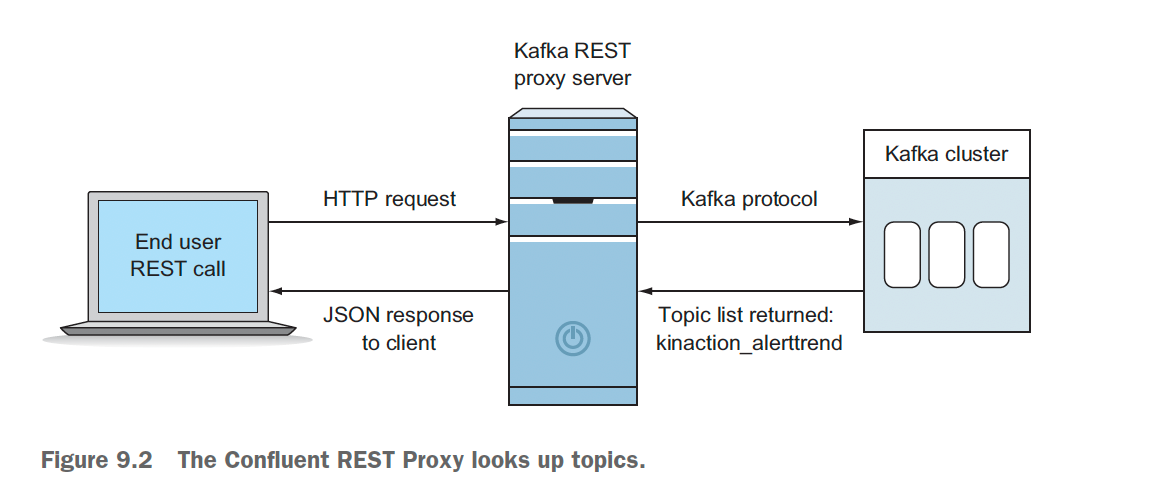 Kafka REST
proxy server
Kafka cluster
HTTP request
Kafka protocol
End user
REST call
JSON response
to client
Topic list returned:
kinaction_alerttrend
Figure 9.2 The Confluent REST Proxy looks up topics.